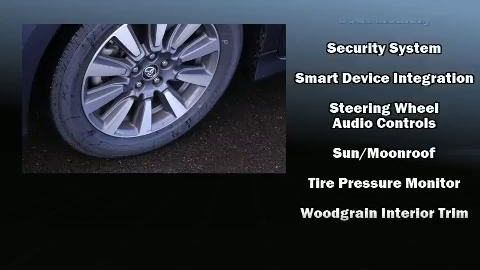 Security System
Smart Device Integration
Steering Wheel
Audio Controls
Sun/Moonroof
Tire Pressure Monitor
Woodgrain Interior Trim